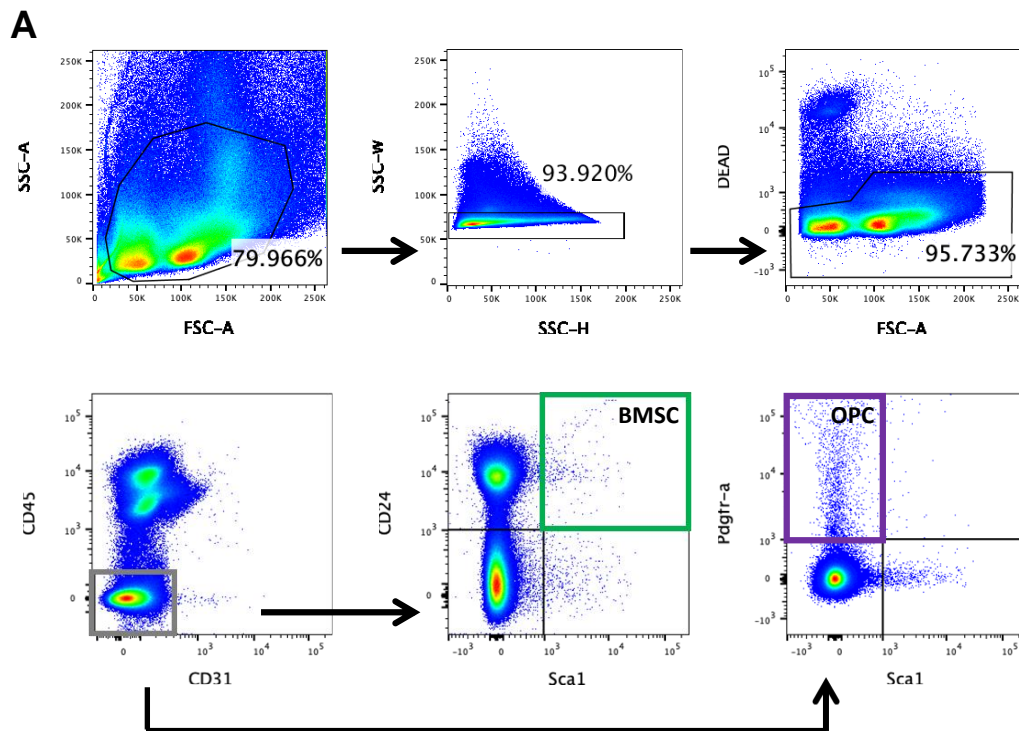 A
SSC-A
250K
200K
150K
100K
50K
0
79.966%
0
50K
100K
150K
200K
250K
FSC-A
SSC-W
250K
200K
150K
100K
50K
0
93.920%
0
50K
100K
150K
200K
250K
SSC-H
DEAD
10^5
10^4
10^3
0
-10^3
95.733%
0
50K
100K
150K
200K
250K
FSC-A
CD45
10^5
10^4
10^3
0
0
10^3
10^4
10^5
CD31
CD24
10^5
10^4
10^3
0
BMSC
-10^3
0
10^3
10^4
10^5
Sca1
Pdgfr-a
10^5
10^4
10^3
0
-10^3
OPC
-10^3
0
10^3
10^4
10^5
Sca1